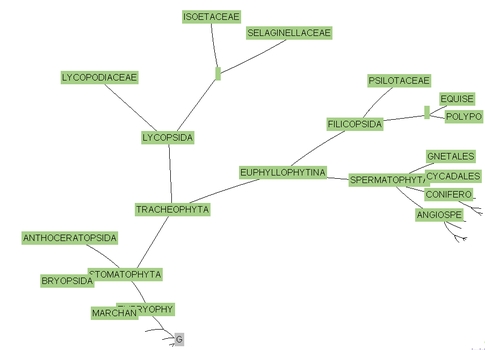 ISOETACEAE
SELAGINELLACEAE
LYCOPODIACEAE
PSILOTACEAE
EQUISE
POLYPO
FILICOPSIDA
LYCOPSIDA
GNETALES
EUPHYLLOPHYTINA
SPERMATOPHYTA
CYCADALES
CONIFERO
TRACHEOPHYTA
ANGIOSPE
ANTHOCERATOPSIDA
STOMATOPHYTA
BRYOPSIDA
MARCHAN
RYOPHY
G